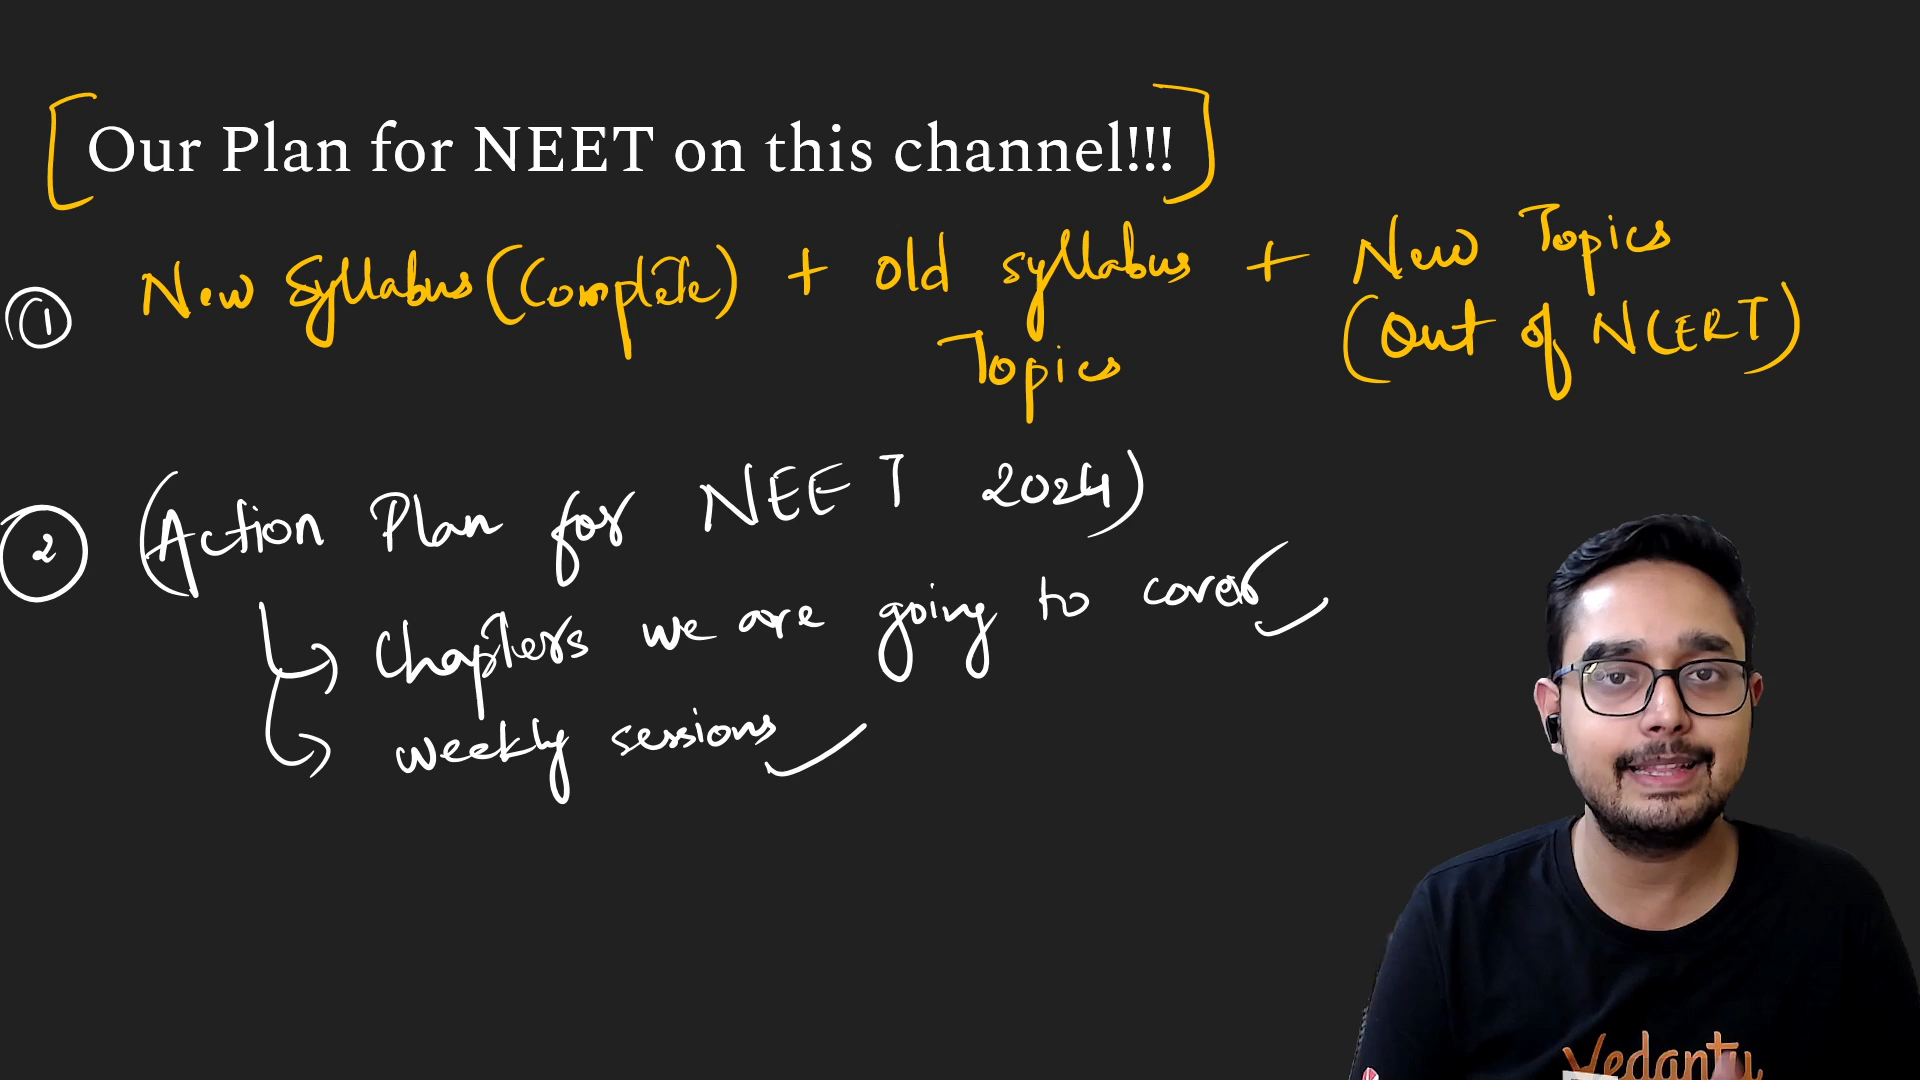 Our Plan for NEET on this channel!!!
① New Syllabus (Complete) + Old syllabus Topics + New Topics (Out of NCERT)
② (Action Plan for NEET 2024)
Chapters we are going to cover
weekly sessions
Vedantu